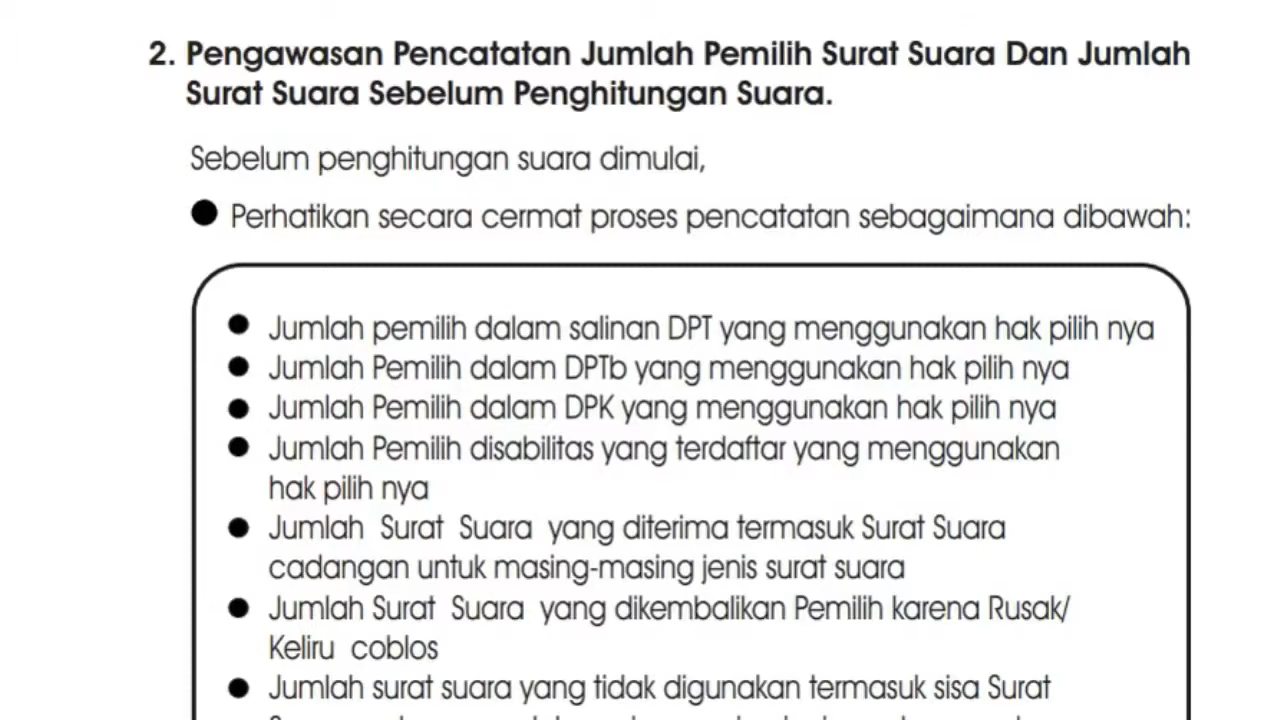 2. Pengawasan Pencatatan Jumlah Pemilih Surat Suara Dan Jumlah
Surat Suara Sebelum Penghitungan Suara.
Sebelum penghitungan suara dimulai,
● Perhatikan secara cermat proses pencatatan sebagaimana dibawah:
● Jumlah pemilih dalam salinan DPT yang menggunakan hak pilih nya
● Jumlah Pemilih dalam DPTb yang menggunakan hak pilih nya
● Jumlah Pemilih dalam DPK yang menggunakan hak pilih nya
● Jumlah Pemilih disabilitas yang terdaftar yang menggunakan
hak pilih nya
● Jumlah Surat Suara yang diterima termasuk Surat Suara
cadangan untuk masing-masing jenis surat suara
● Jumlah Surat Suara yang dikembalikan Pemilih karena Rusak/
Keliru coblos
● Jumlah surat suara yang tidak digunakan termasuk sisa Surat